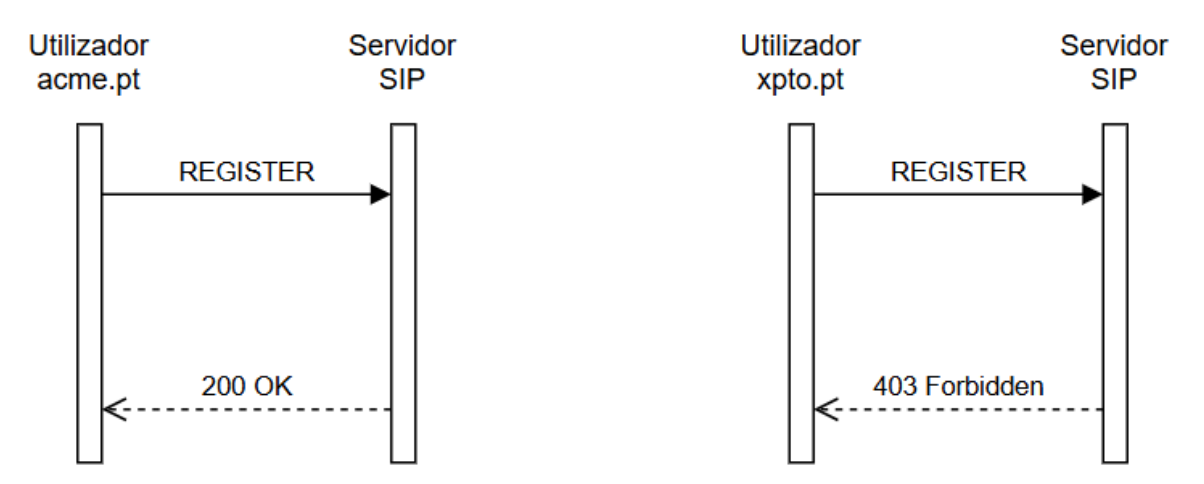 Utilizador
acme.pt
Servidor
SIP
REGISTER
200 OK
Utilizador
xpto.pt
Servidor
SIP
REGISTER
403 Forbidden